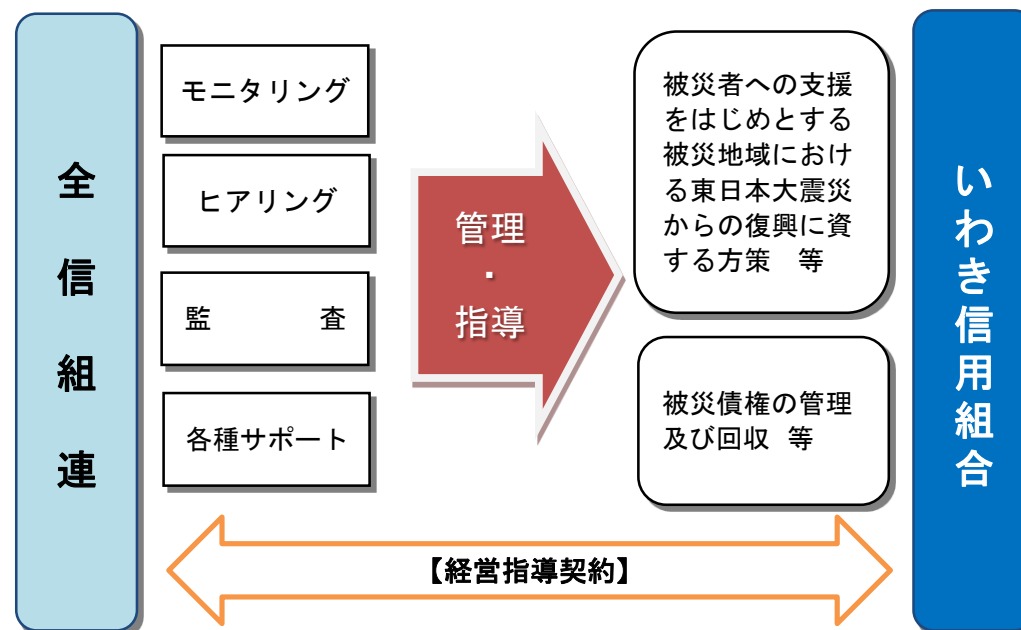 全信組連
モニタリング
ヒアリング
監　査
各種サポート
管理
・
指導
被災者への支援
をはじめとする
被災地域におけ
る東日本大震災
からの復興に資
する方策　等
被災債権の管理
及び回収　等
いわき信用組合
【経営指導契約】